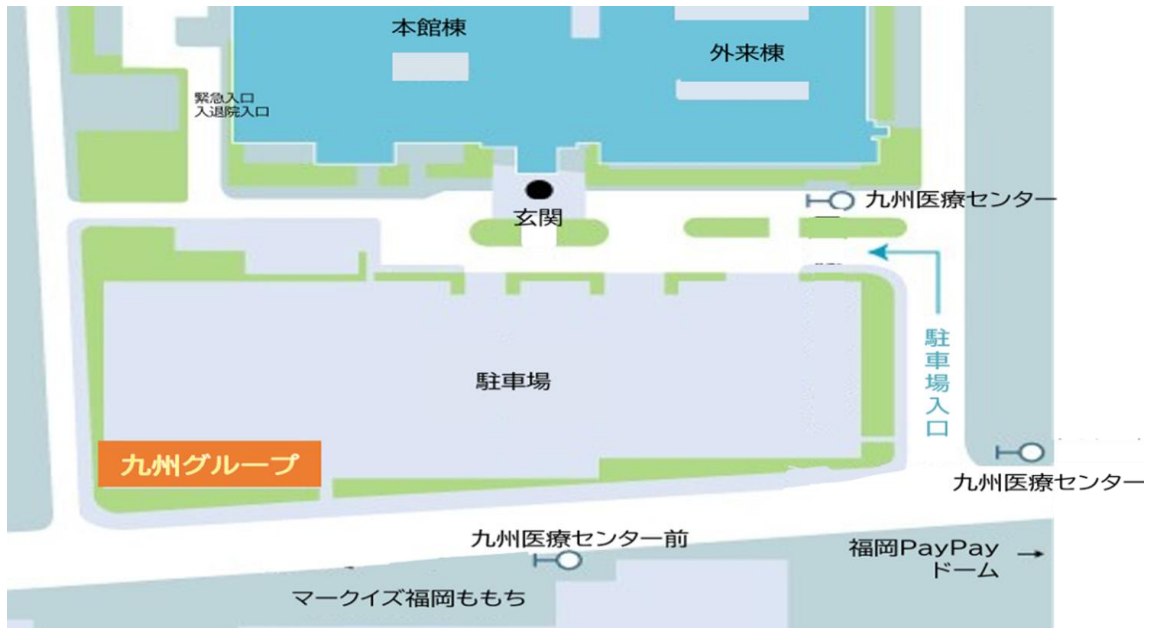 本館棟
外来棟
緊急入口
入退院入口
九州医療センター
玄関
駐車場入口
駐車場
九州グループ
九州医療センター
九州医療センター前
福岡PayPay
ドーム
マークイズ福岡ももち